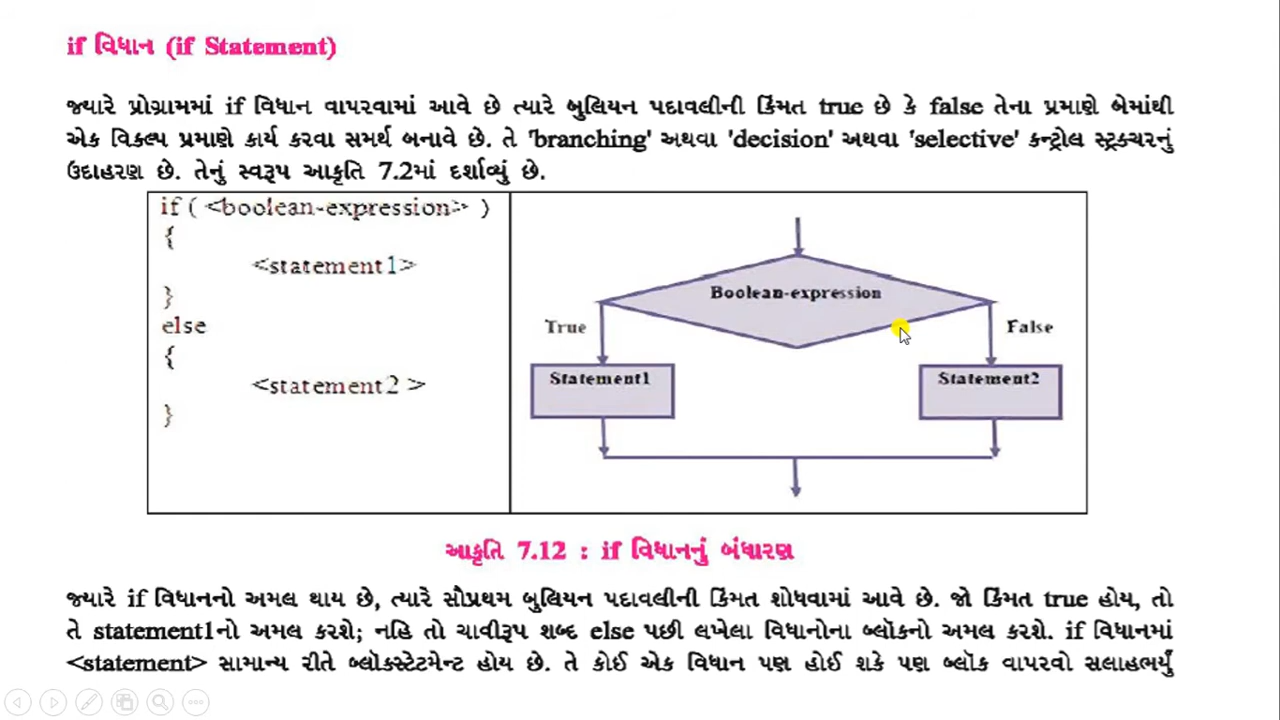 if વિધાન (if Statement)
જ્યારે પ્રોગ્રામમાં if વિધાન વાપરવામાં આવે છે ત્યારે બુલિયન પદાવલીની કિંમત true છે કે false તેના પ્રમાણે બેમાંથી
એક વિકલ્પ પ્રમાણે કાર્ય કરવા સમર્થ બનાવે છે. તે 'branching' અથવા 'decision' અથવા 'selective' કન્ટ્રોલ સ્ટ્રક્ચરનું
ઉદાહરણ છે. તેનું સ્વરૂપ આકૃતિ 7.2માં દર્શાવ્યું છે.
if ( <boolean-expression> )
{
<statement1>
}
else
{
<statement2 >
}
Boolean-expression
True
False
Statement1
Statement2
આકૃતિ 7.12 : if વિધાનનું બંધારણ
જ્યારે if વિધાનનો અમલ થાય છે, ત્યારે સૌપ્રથમ બુલિયન પદાવલીની કિંમત શોધવામાં આવે છે. જો કિંમત true હોય, તો
તે statement1નો અમલ કરશે; નહિ તો ચાવીરૂપ શબ્દ else પછી લખેલા વિધાનોના બ્લૉકનો અમલ કરશે. if વિધાનમાં
<statement> સામાન્ય રીતે બ્લૉકસ્ટેટમેન્ટ હોય છે. તે કોઈ એક વિધાન પણ હોઈ શકે પણ બ્લૉક વાપરવો સલાહભર્યું